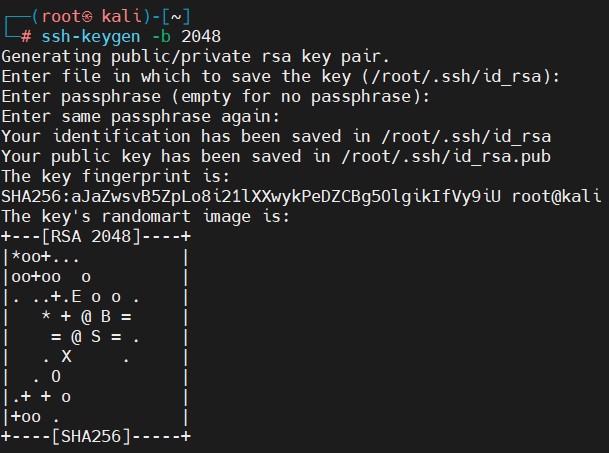 ┌──(root㉿ kali)-[~]
└─# ssh-keygen -b 2048
Generating public/private rsa key pair.
Enter file in which to save the key (/root/.ssh/id_rsa):
Enter passphrase (empty for no passphrase):
Enter same passphrase again:
Your identification has been saved in /root/.ssh/id_rsa
Your public key has been saved in /root/.ssh/id_rsa.pub
The key fingerprint is:
SHA256:aJaZwsvB5ZpLo8i21lXXwykPeDZCBg5OlgikIfVy9iU root@kali
The key's randomart image is:
+---[RSA 2048]----+
|*oo+...          |
|oo+oo  o         |
|. ..+.E o o .    |
|   * + @ B =     |
|    = @ S = .    |
|   . X     .     |
|  . O            |
|.+ + o           |
|+oo .            |
+----[SHA256]-----+